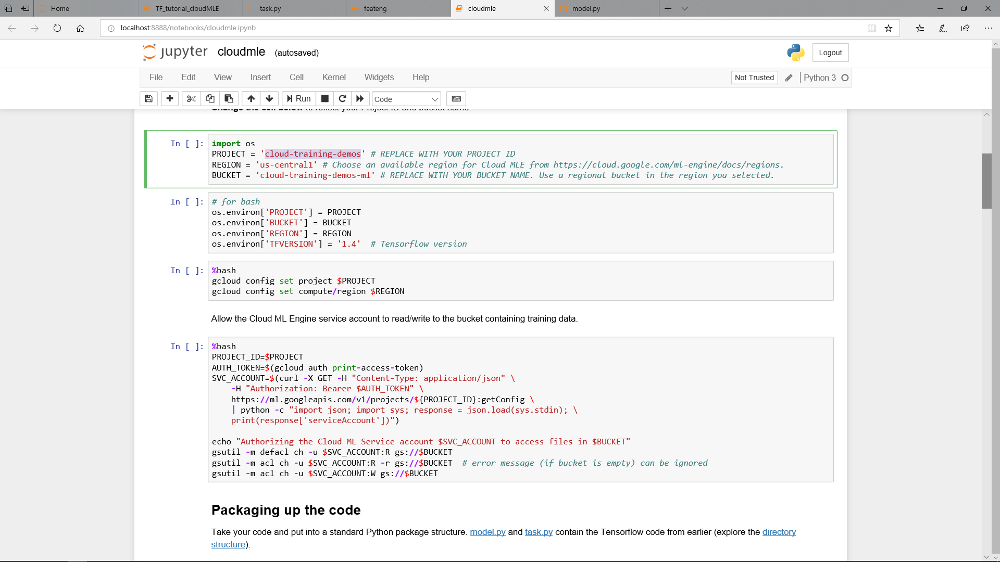 Home
TF_tutorial_cloudMLE
task.py
feateng
cloudmle
model.py
localhost:8888/notebooks/cloudmle.ipynb
jupyter cloudmle (autosaved)
Logout
File Edit View Insert Cell Kernel Widgets Help
Not Trusted
Python 3
Run
Code
Change the cell below to reflect your Project ID and bucket name.
In [ ]:
import os
PROJECT = 'cloud-training-demos' # REPLACE WITH YOUR PROJECT ID
REGION = 'us-central1' # Choose an available region for Cloud MLE from https://cloud.google.com/ml-engine/docs/regions.
BUCKET = 'cloud-training-demos-ml' # REPLACE WITH YOUR BUCKET NAME. Use a regional bucket in the region you selected.
In [ ]:
# for bash
os.environ['PROJECT'] = PROJECT
os.environ['BUCKET'] = BUCKET
os.environ['REGION'] = REGION
os.environ['TFVERSION'] = '1.4'  # Tensorflow version
In [ ]:
%bash
gcloud config set project $PROJECT
gcloud config set compute/region $REGION
Allow the Cloud ML Engine service account to read/write to the bucket containing training data.
In [ ]:
%bash
PROJECT_ID=$PROJECT
AUTH_TOKEN=$(gcloud auth print-access-token)
SVC_ACCOUNT=$(curl -X GET -H "Content-Type: application/json" \
    -H "Authorization: Bearer $AUTH_TOKEN" \
    https://ml.googleapis.com/v1/projects/${PROJECT_ID}:getConfig \
    | python -c "import json; import sys; response = json.load(sys.stdin); \
    print(response['serviceAccount'])")
echo "Authorizing the Cloud ML Service account $SVC_ACCOUNT to access files in $BUCKET"
gsutil -m defacl ch -u $SVC_ACCOUNT:R gs://$BUCKET
gsutil -m acl ch -u $SVC_ACCOUNT:R -r gs://$BUCKET  # error message (if bucket is empty) can be ignored
gsutil -m acl ch -u $SVC_ACCOUNT:W gs://$BUCKET
Packaging up the code
Take your code and put into a standard Python package structure. model.py and task.py contain the Tensorflow code from earlier (explore the directory
structure).